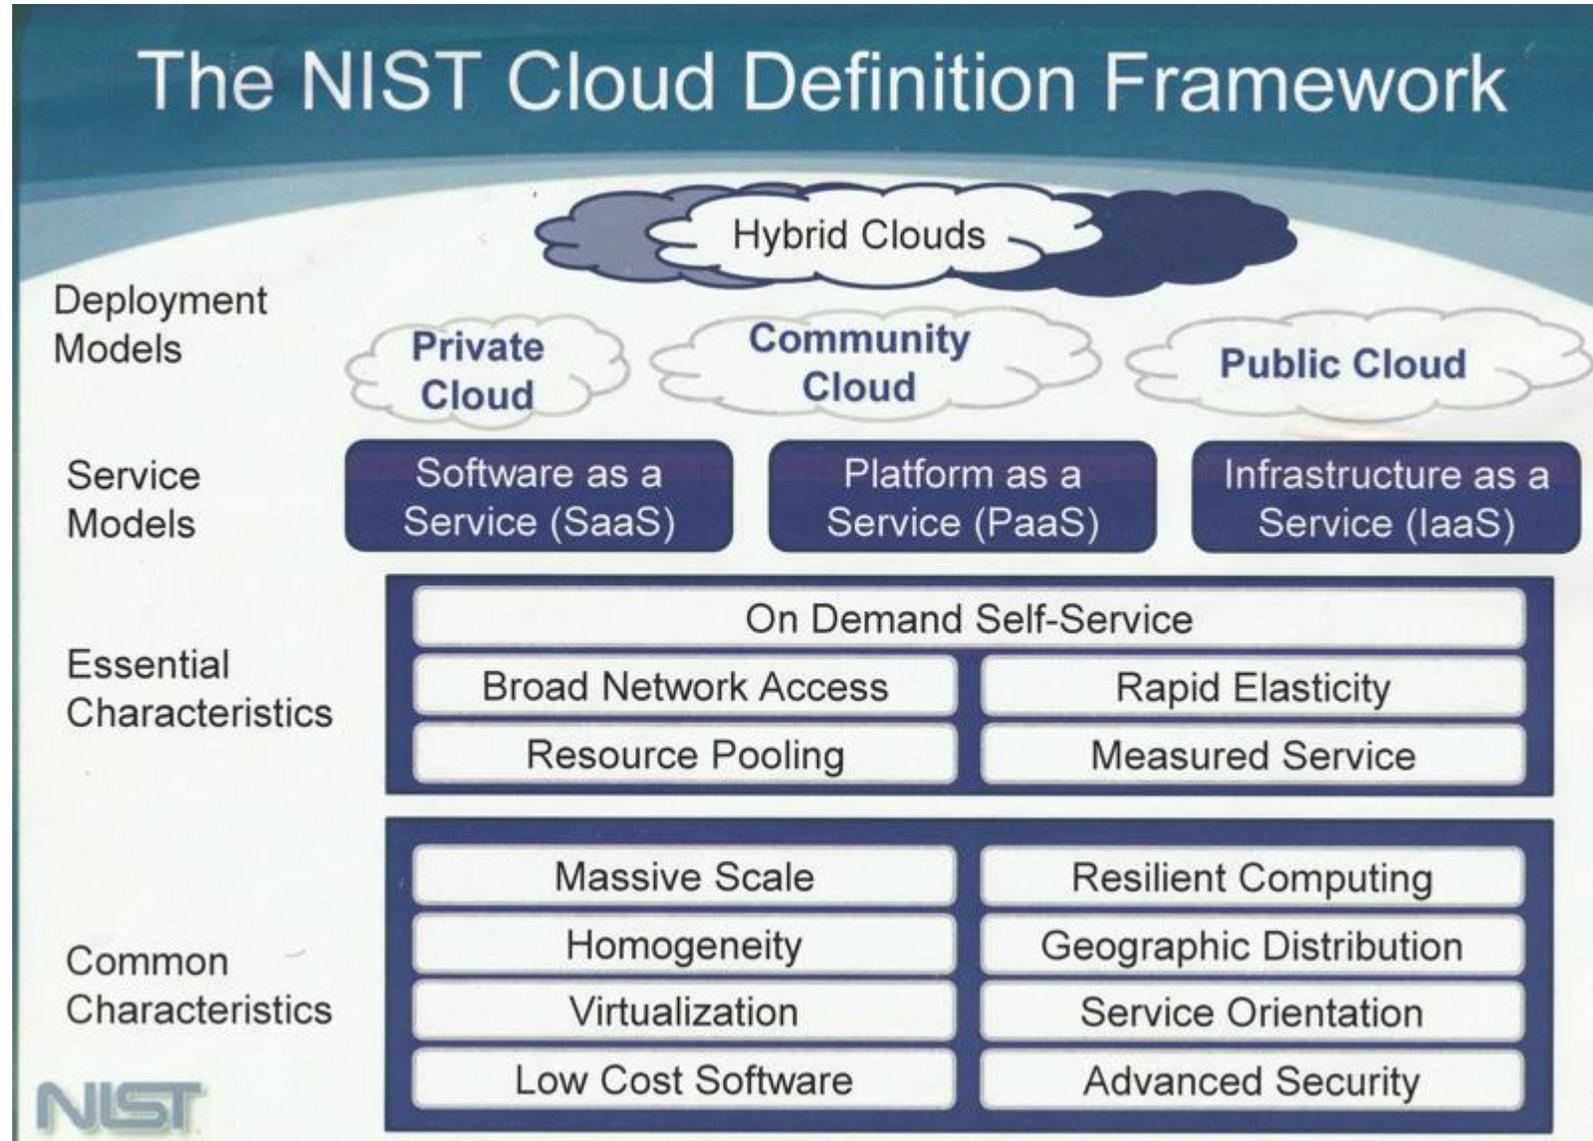 The NIST Cloud Definition Framework
Hybrid Clouds
Deployment
Models
Private
Cloud
Community
Cloud
Public Cloud
Service
Models
Software as a
Service (SaaS)
Platform as a
Service (PaaS)
Infrastructure as a
Service (IaaS)
Essential
Characteristics
On Demand Self-Service
Broad Network Access
Rapid Elasticity
Resource Pooling
Measured Service
Common
Characteristics
Massive Scale
Resilient Computing
Homogeneity
Geographic Distribution
Virtualization
Service Orientation
Low Cost Software
Advanced Security
NIST